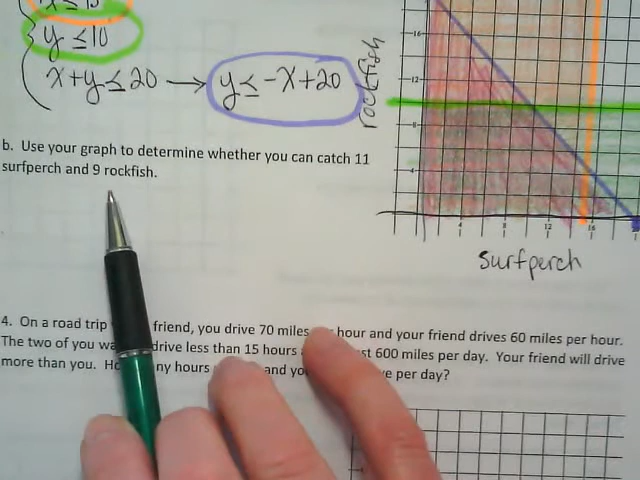 x ≤ 15
y ≤ 10
x+y ≤ 20 → y ≤ -x+20
rockfish
16
12
8
4
4
8
12
16
surfperch
b. Use your graph to determine whether you can catch 11
surfperch and 9 rockfish.
4. On a road trip friend, you drive 70 miles hour and your friend drives 60 miles per hour.
The two of you drive less than 15 hours 600 miles per day. Your friend will drive
more than you. hours and per day?